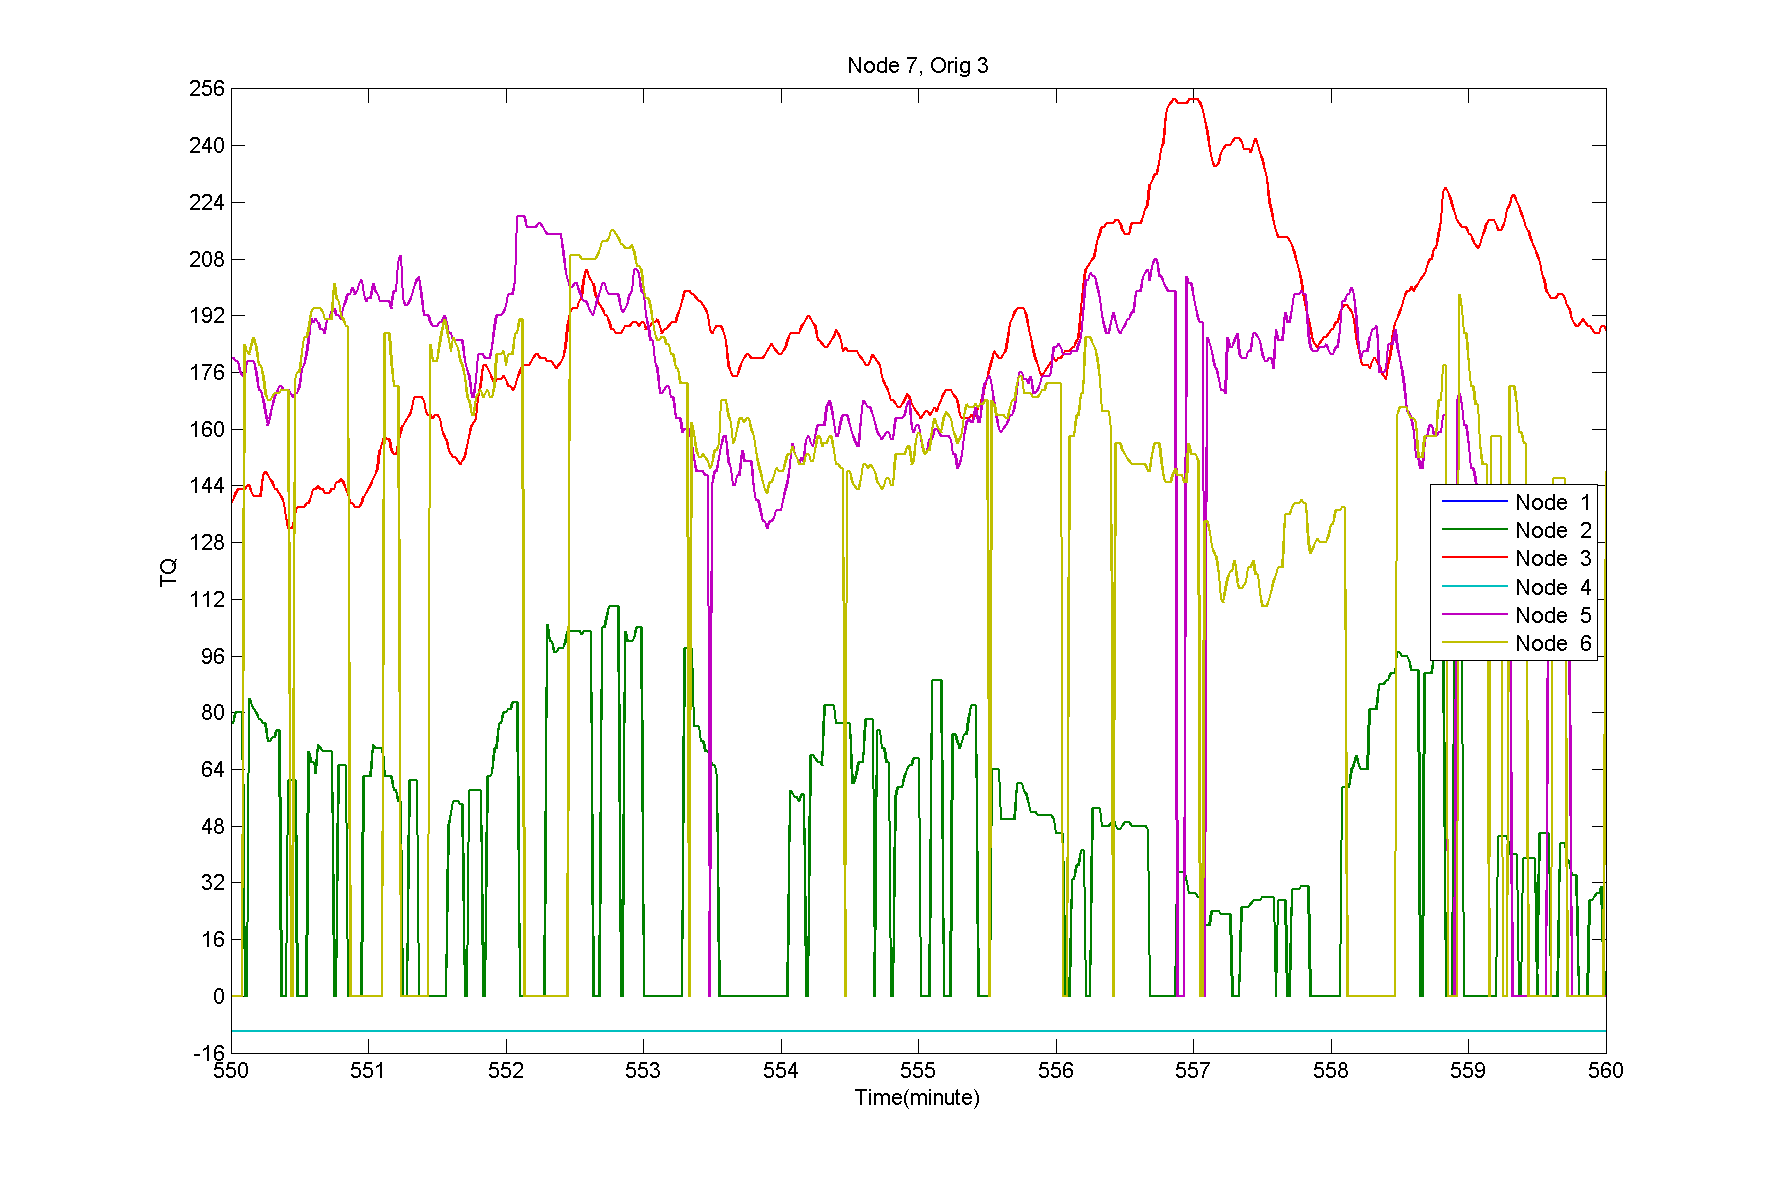 Node 7, Orig 3
256
240
224
208
192
176
160
144
128
112
96
80
64
48
32
16
0
-16
TQ
Node 1
Node 2
Node 3
Node 4
Node 5
Node 6
550 551 552 553 554 555 556 557 558 559 560
Time(minute)